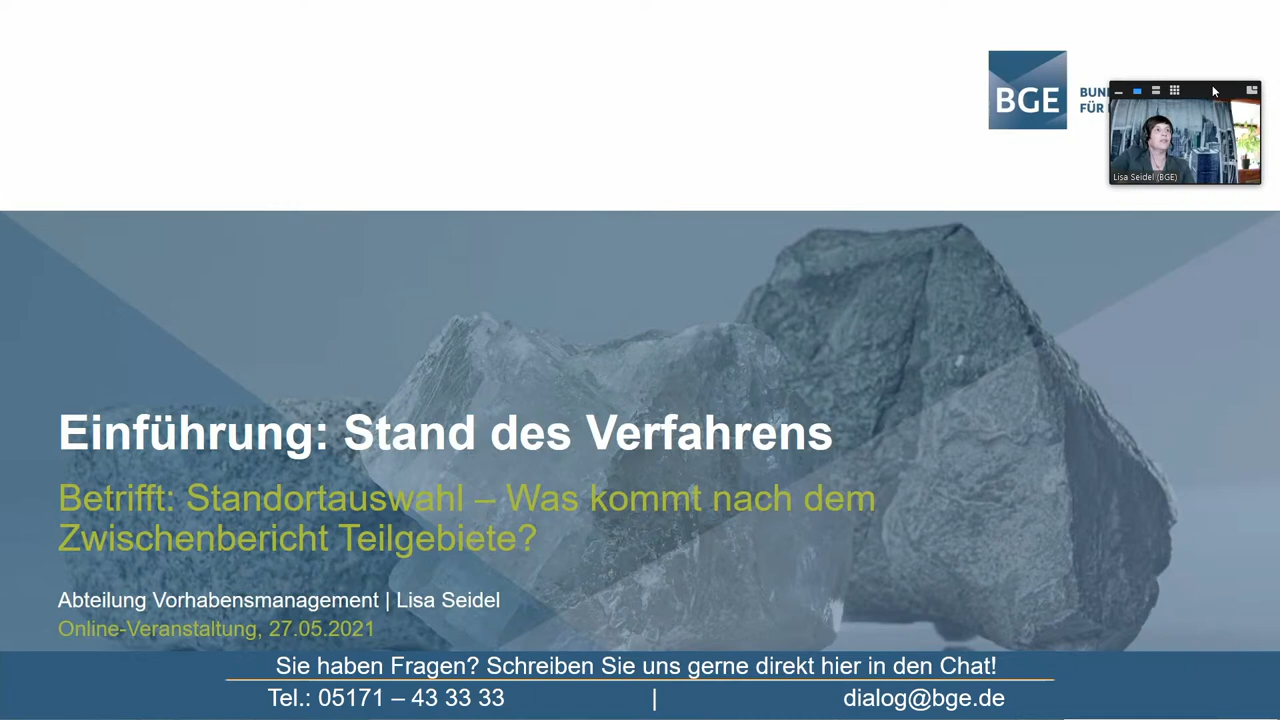 BGE
FÜR
Lisa Seidel (BGE)
Einführung: Stand des Verfahrens
Betrifft: Standortauswahl – Was kommt nach dem
Zwischenbericht Teilgebiete?
Abteilung Vorhabensmanagement | Lisa Seidel
Online-Veranstaltung, 27.05.2021
Sie haben Fragen? Schreiben Sie uns gerne direkt hier in den Chat!
Tel.: 05171 – 43 33 33 | dialog@bge.de